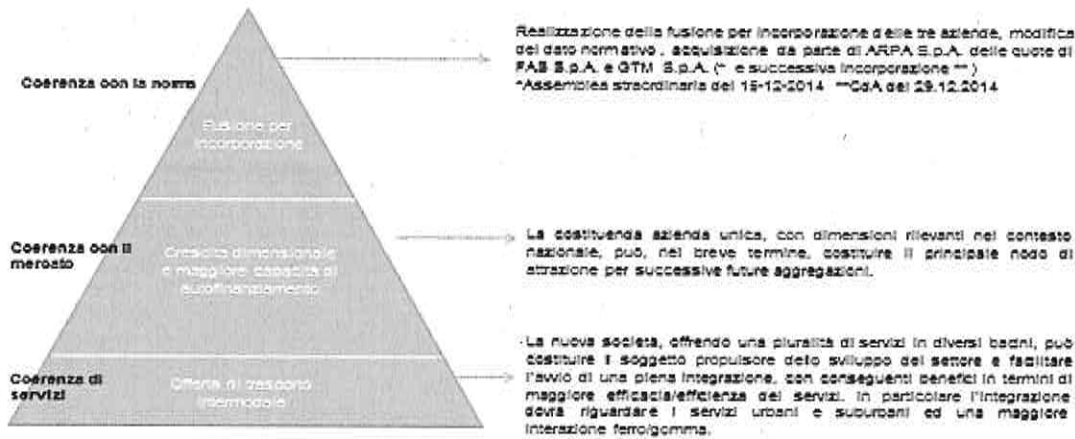 Realizzazione della fusione per incorporazione delle tre aziende, modifica
del dato normativo, acquisizione da parte di ARPA S.p.A. delle quote di
FAS S.p.A. e GTM S.p.A. (* e successiva incorporazione **)
*Assemblea straordinaria del 15-12-2014 **CdA del 29.12.2014
Coerenza con la norma
Fusione per
incorporazione
Coerenza con il
mercato
Crescita dimensionale
e maggiore capacità di
autofinanziamento
La costituenda azienda unica, con dimensioni rilevanti nel contesto
nazionale, può, nel breve termine, costituire il principale nodo di
attrazione per successive future aggregazioni.
Coerenza di
servizi
Offerta di trasporto
intermodale
La nuova società, offrendo una pluralità di servizi in diversi bacini, può
costituire il soggetto propulsore dello sviluppo del settore e facilitare
l'avvio di una piena integrazione, con conseguenti benefici in termini di
maggiore efficacia/efficienza dei servizi. In particolare l'integrazione
dovrà riguardare i servizi urbani e suburbani ed una maggiore
interazione ferro/gomma.